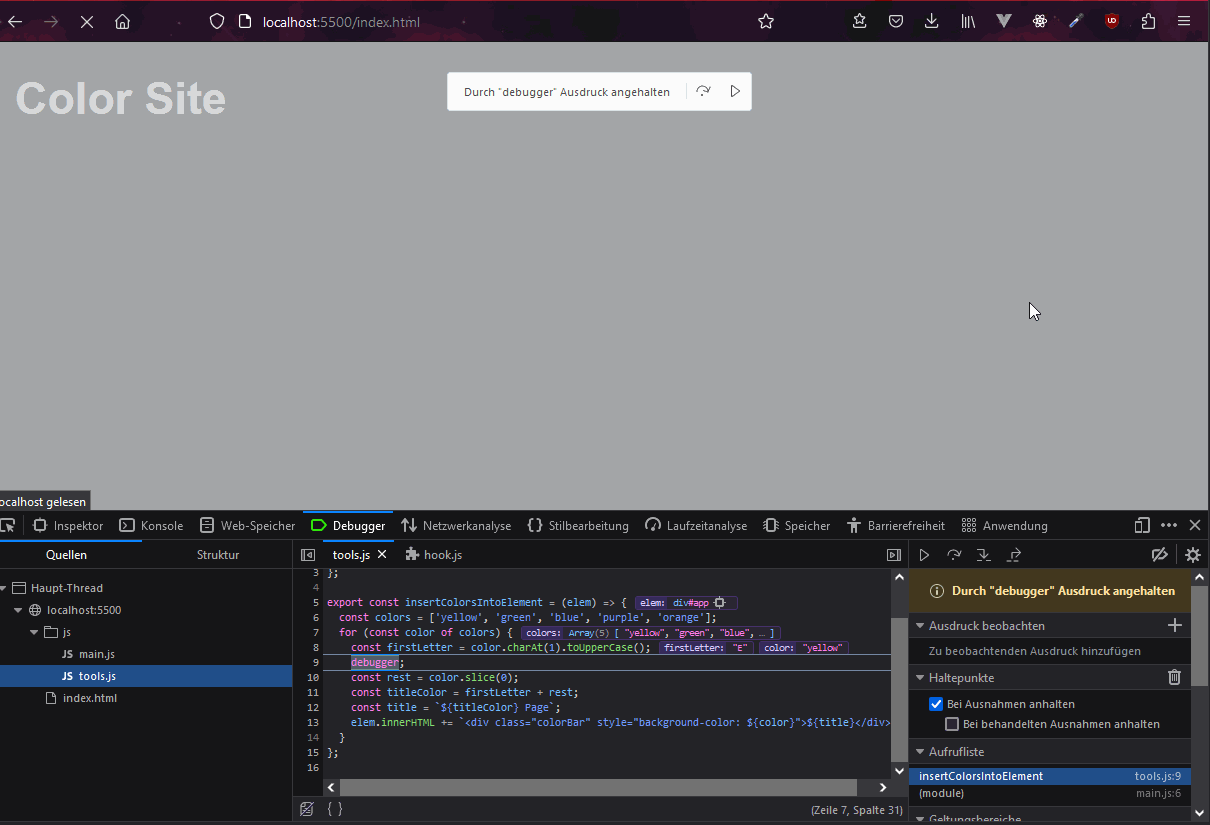 localhost:5500/index.html
Color Site
Durch "debugger" Ausdruck angehalten
ocalhost gelesen
Inspektor Konsole Web-Speicher Debugger Netzwerkanalyse Stilbearbeitung Laufzeitanalyse Speicher Barrierefreiheit Anwendung
Quellen Struktur tools.js hook.js
Haupt-Thread
localhost:5500
js
JS main.js
JS tools.js
index.html
3 };
4
5 export const insertColorsIntoElement = (elem) => { elem: div#app
6 const colors = ['yellow', 'green', 'blue', 'purple', 'orange'];
7 for (const color of colors) { colors: Array(5) [ "yellow", "green", "blue", … ]
8 const firstLetter = color.charAt(1).toUpperCase(); firstLetter: "E" color: "yellow"
9 debugger;
10 const rest = color.slice(0);
11 const titleColor = firstLetter + rest;
12 const title = `${titleColor} Page`;
13 elem.innerHTML += `<div class="colorBar" style="background-color: ${color}">${title}</div>
14 }
15 };
16
{ } (Zeile 7, Spalte 31)
Durch "debugger" Ausdruck angehalten
Ausdruck beobachten
Zu beobachtenden Ausdruck hinzufügen
Haltepunkte
Bei Ausnahmen anhalten
Bei behandelten Ausnahmen anhalten
Aufrufliste
insertColorsIntoElement tools.js:9
(module) main.js:6
Geltungsbereiche